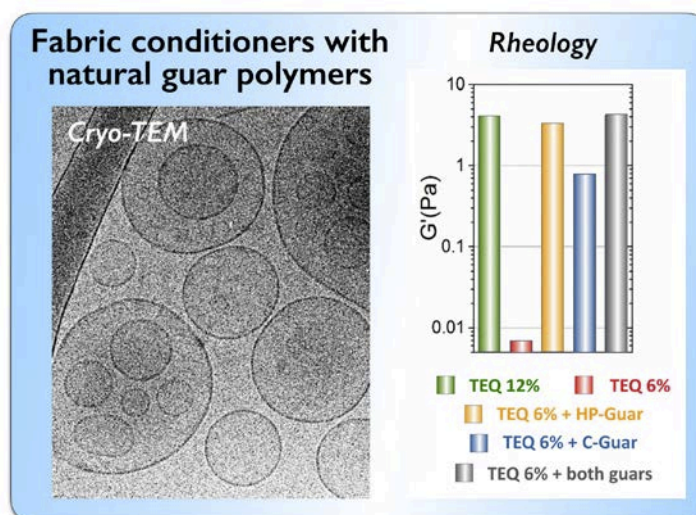 Fabric conditioners with
natural guar polymers
Cryo-TEM
Rheology
10
1
0.1
0.01
G'(Pa)
TEQ 12% TEQ 6%
TEQ 6% + HP-Guar
TEQ 6% + C-Guar
TEQ 6% + both guars